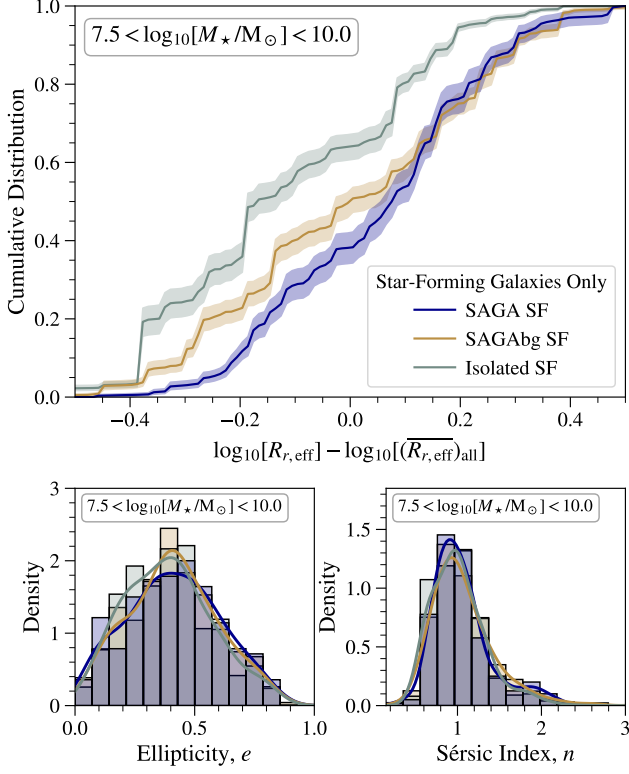 7.5 < log₁₀[M⋆/M⊙] < 10.0
1.0
0.8
0.6
0.4
0.2
0.0
Cumulative Distribution
Star-Forming Galaxies Only
SAGA SF
SAGAbg SF
Isolated SF
−0.4 −0.2 0.0 0.2 0.4
log₁₀[R_{r, eff}] − log₁₀[(\overline{R_{r, eff}})_{all}]
7.5 < log₁₀[M⋆/M⊙] < 10.0
3
2
1
0
Density
0.0 0.5 1.0
Ellipticity, e
7.5 < log₁₀[M⋆/M⊙] < 10.0
1.5
1.0
0.5
0.0
Density
1 2 3
Sérsic Index, n